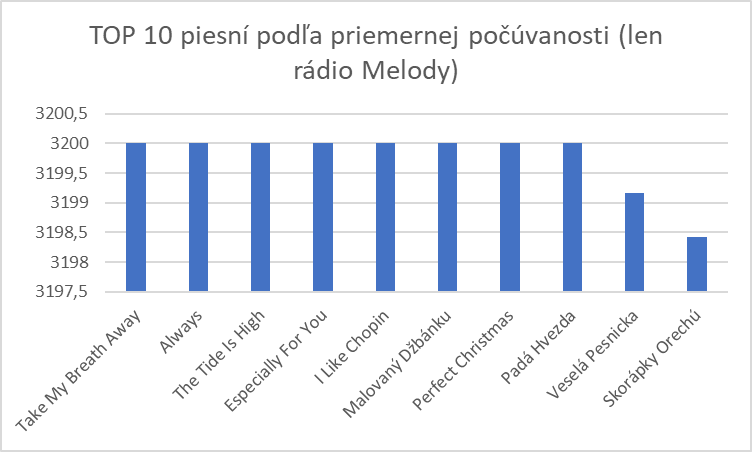 TOP 10 piesní podľa priemernej počúvanosti (len
rádio Melody)
3200,5
3200
3199,5
3199
3198,5
3198
3197,5
Take My Breath Away
Always
The Tide Is High
Especially For You
I Like Chopin
Malovaný Džbánku
Perfect Christmas
Padá Hvezda
Veselá Pesnicka
Skorápky Orechú